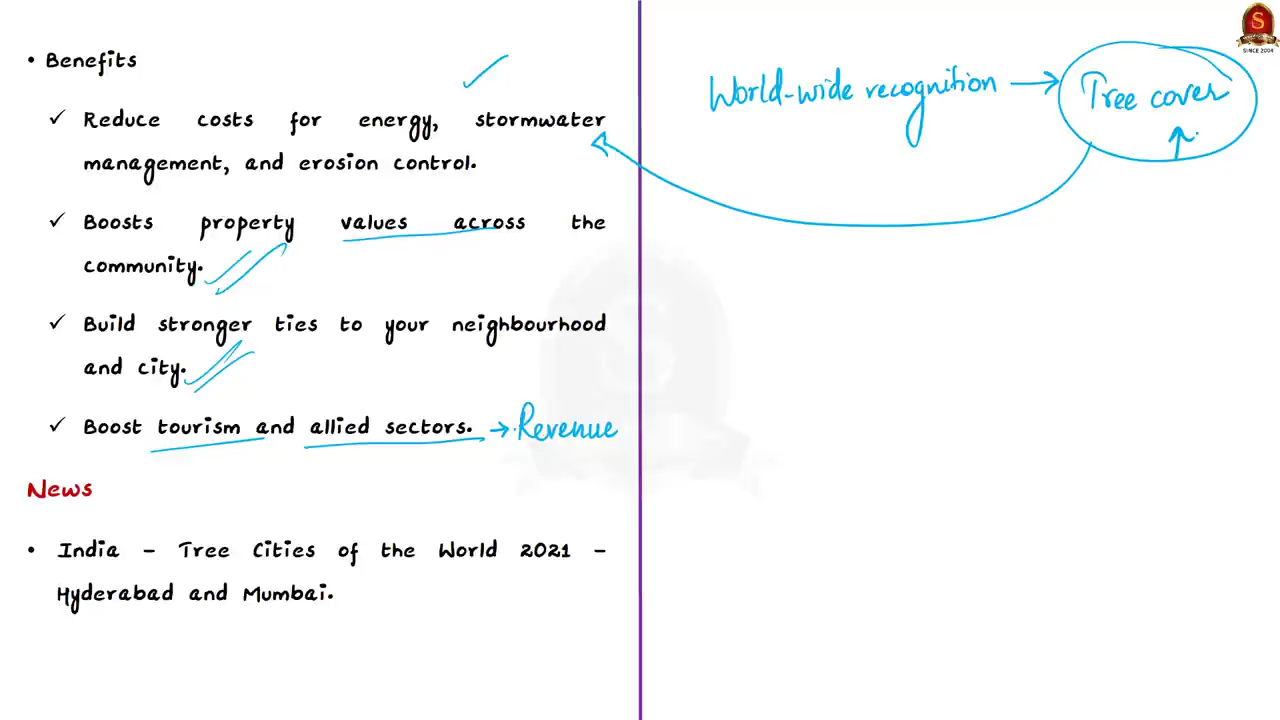 • Benefits
✓ Reduce costs for energy, stormwater
management, and erosion control.
✓ Boosts property values across the
community.
✓ Build stronger ties to your neighbourhood
and city.
✓ Boost tourism and allied sectors. → Revenue
News
• India – Tree Cities of the World 2021 –
Hyderabad and Mumbai.
World-wide recognition → Tree cover ↑
S
SINCE 2004